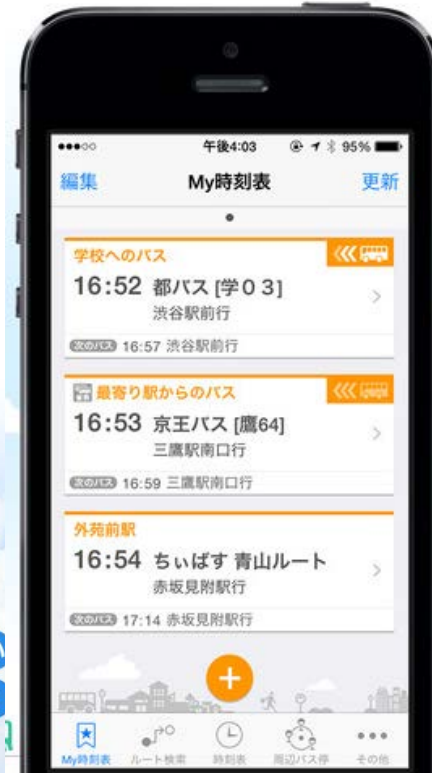 午後4:03 95%
編集 My時刻表 更新
学校へのバス
16:52 都バス [学03]
渋谷駅前行
次のバス 16:57 渋谷駅前行
最寄り駅からのバス
16:53 京王バス [鷹64]
三鷹駅南口行
次のバス 16:59 三鷹駅南口行
外苑前駅
16:54 ちぃばす 青山ルート
赤坂見附駅行
次のバス 17:14 赤坂見附駅行
My時刻表 ルート検索 時刻表 周辺バス停 その他